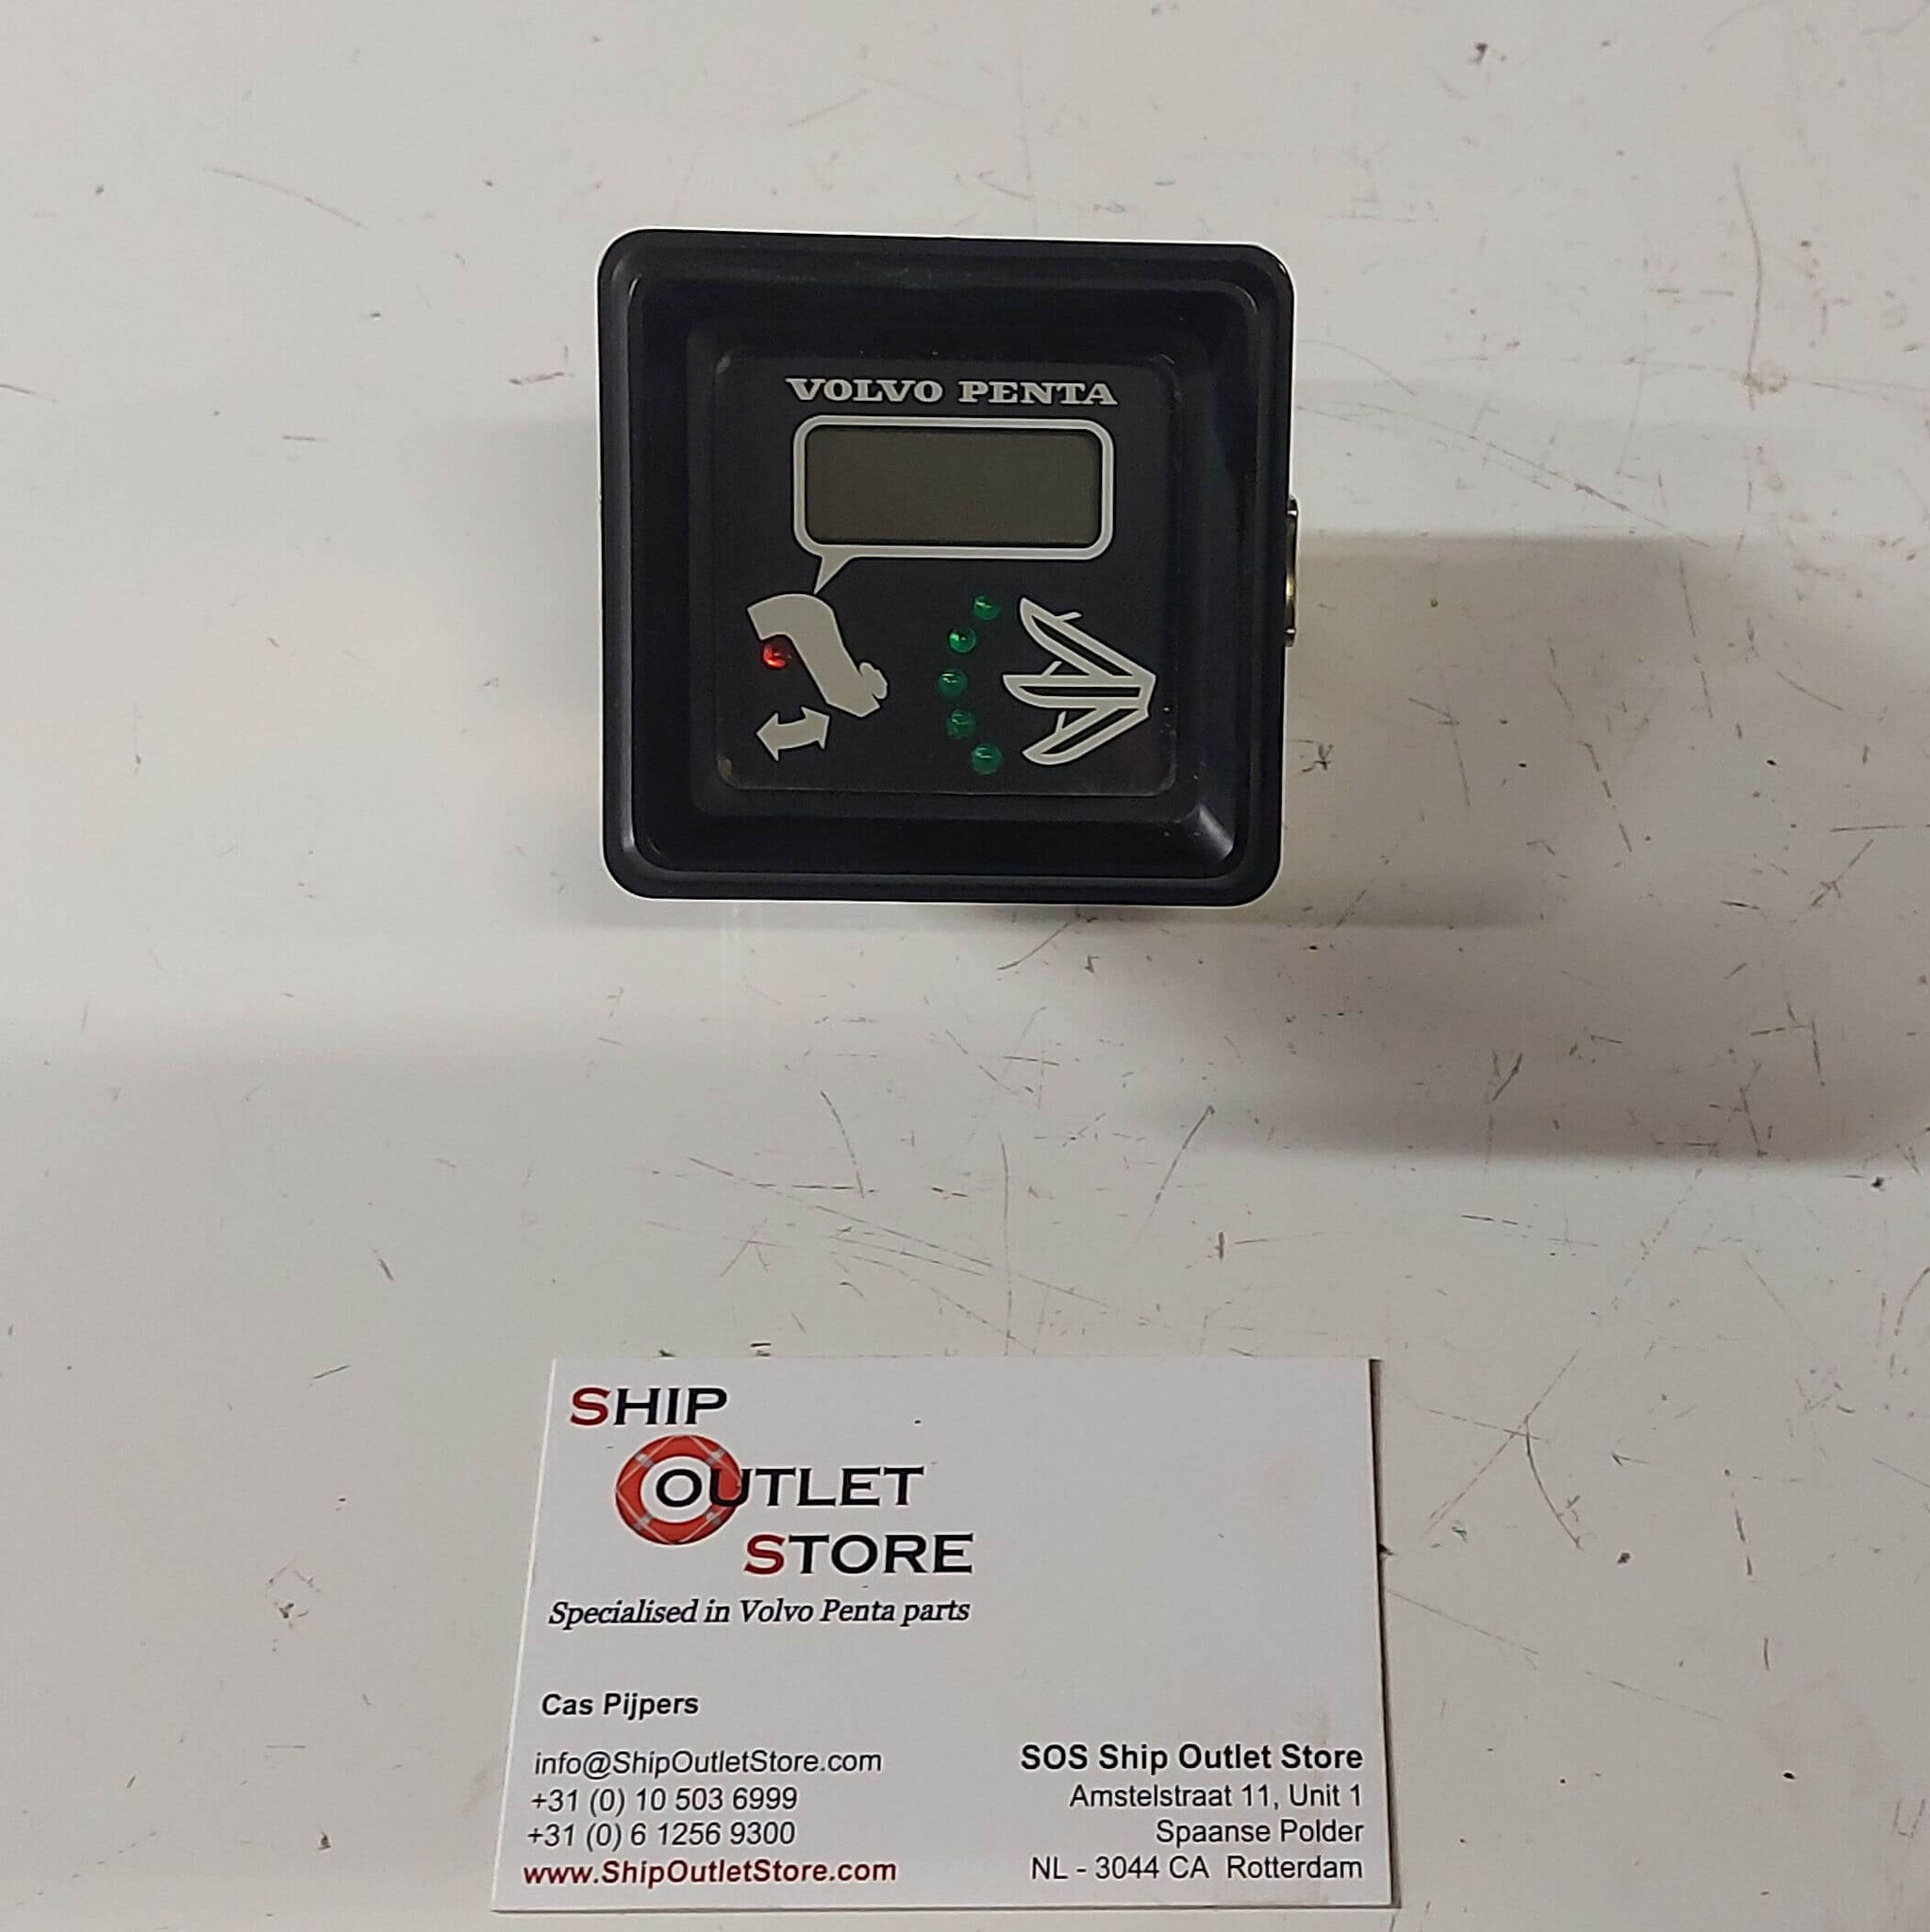 VOLVO PENTA
SHIP
OUTLET
STORE
Specialised in Volvo Penta parts
Cas Pijpers
info@ShipOutletStore.com
+31 (0) 10 503 6999
+31 (0) 6 1256 9300
www.ShipOutletStore.com
SOS Ship Outlet Store
Amstelstraat 11, Unit 1
Spaanse Polder
NL - 3044 CA Rotterdam